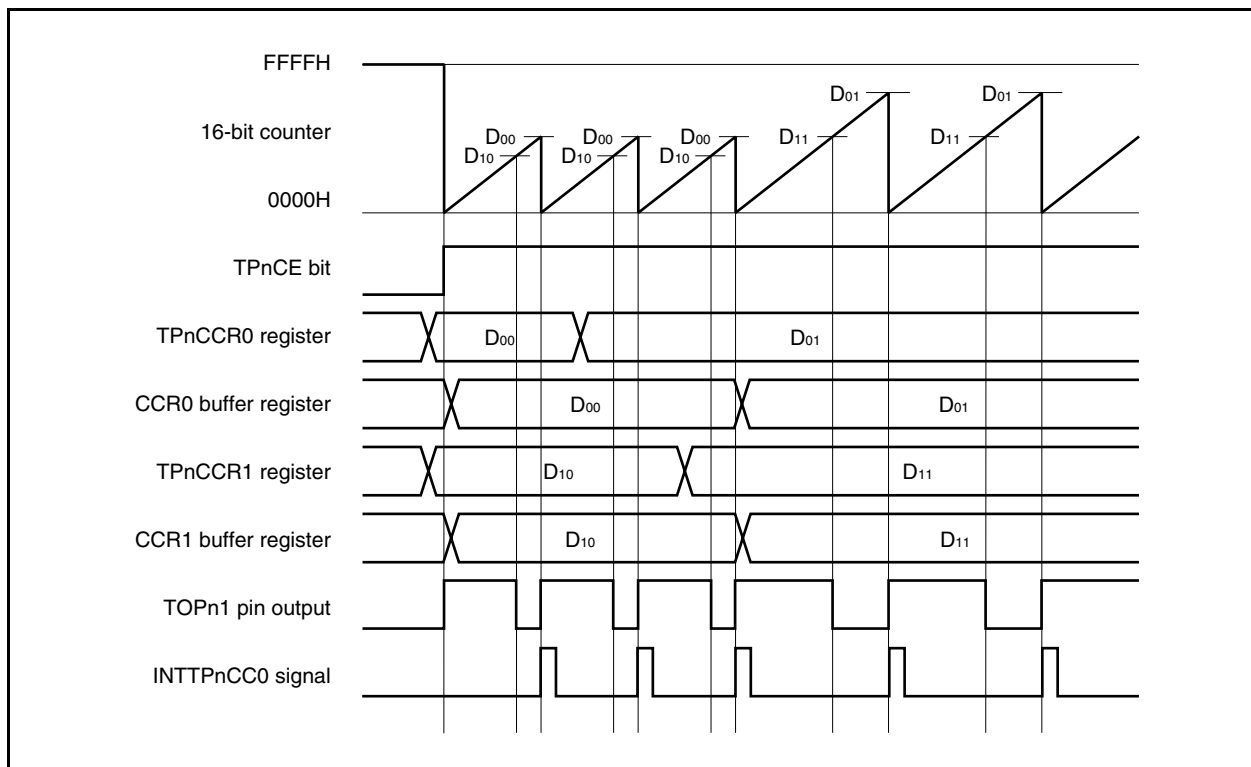 FFFFH
D01 D01
16-bit counter D00 D00 D00 D11 D11
D10 D10 D10
0000H
TPnCE bit
TPnCCR0 register D00 D01
CCR0 buffer register D00 D01
TPnCCR1 register D10 D11
CCR1 buffer register D10 D11
TOPn1 pin output
INTTPnCC0 signal